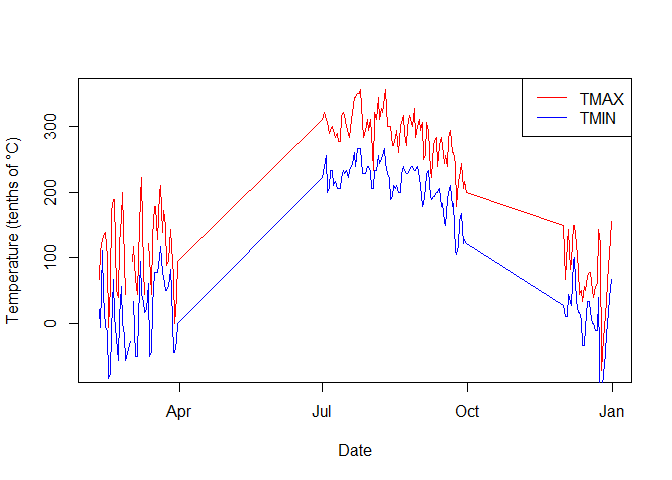 TMAX
TMIN
Temperature (tenths of °C)
300
200
100
0
Apr
Jul
Oct
Jan
Date